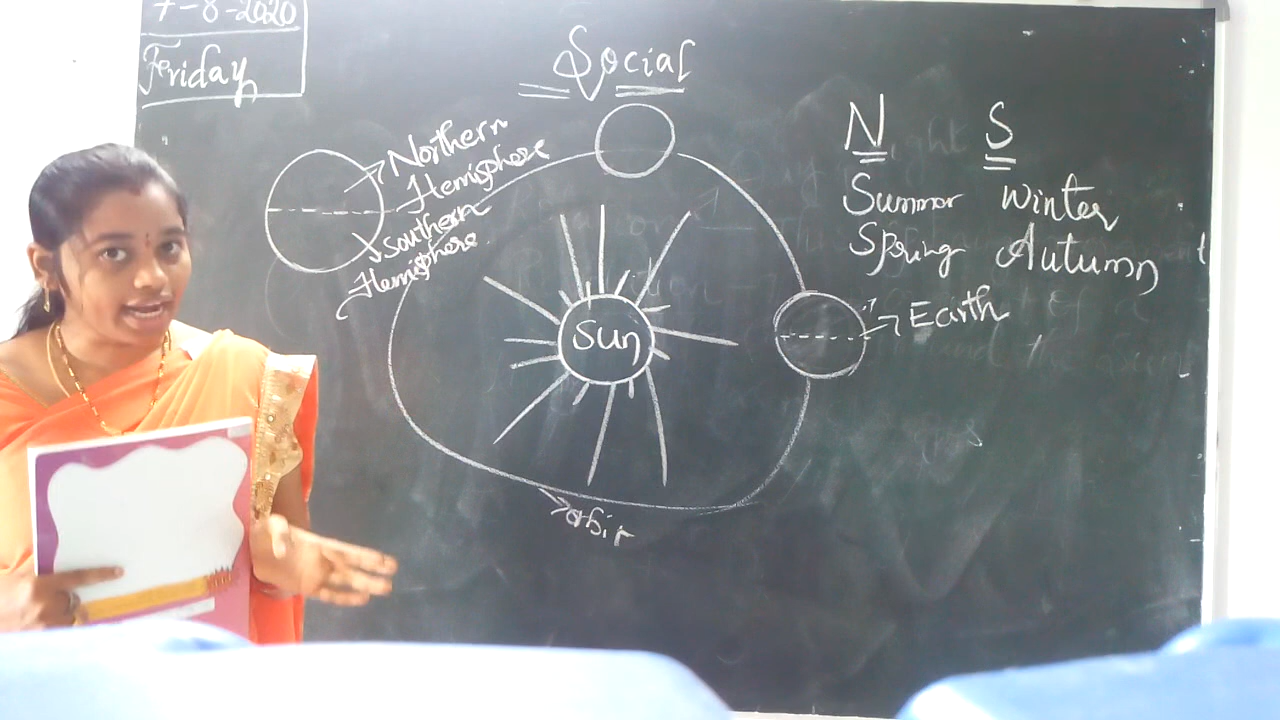 7-8-2020
Friday
Social
Northern
Hemisphere
Southern
Hemisphere
N S
Summer Winter
Spring Autumn
Sun
Earth
orbit